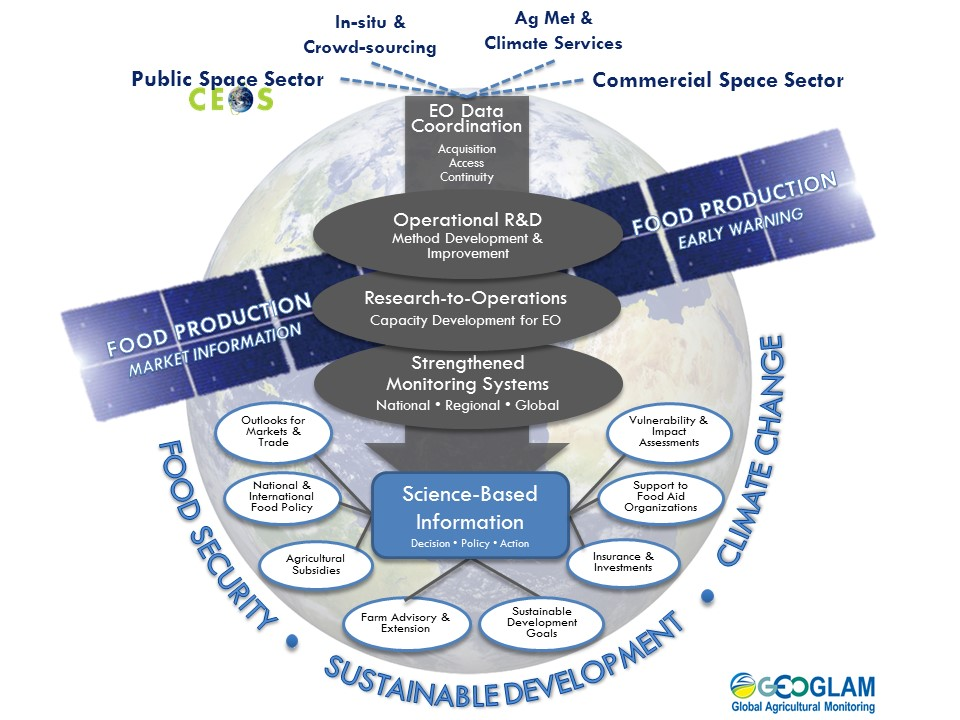 In-situ &
Crowd-sourcing
Ag Met &
Climate Services
Public Space Sector
CEOS
Commercial Space Sector
EO Data
Coordination
Acquisition
Access
Continuity
Operational R&D
Method Development &
Improvement
FOOD PRODUCTION
EARLY WARNING
Research-to-Operations
Capacity Development for EO
FOOD PRODUCTION
MARKET INFORMATION
Strengthened
Monitoring Systems
National • Regional • Global
Outlooks for
Markets &
Trade
National &
International
Food Policy
Agricultural
Subsidies
Farm Advisory &
Extension
Science-Based
Information
Decision • Policy • Action
Vulnerability &
Impact
Assessments
Support to
Food Aid
Organizations
Insurance &
Investments
Sustainable
Development
Goals
FOOD SECURITY • SUSTAINABLE DEVELOPMENT • CLIMATE CHANGE
GEOGLAM
Global Agricultural Monitoring